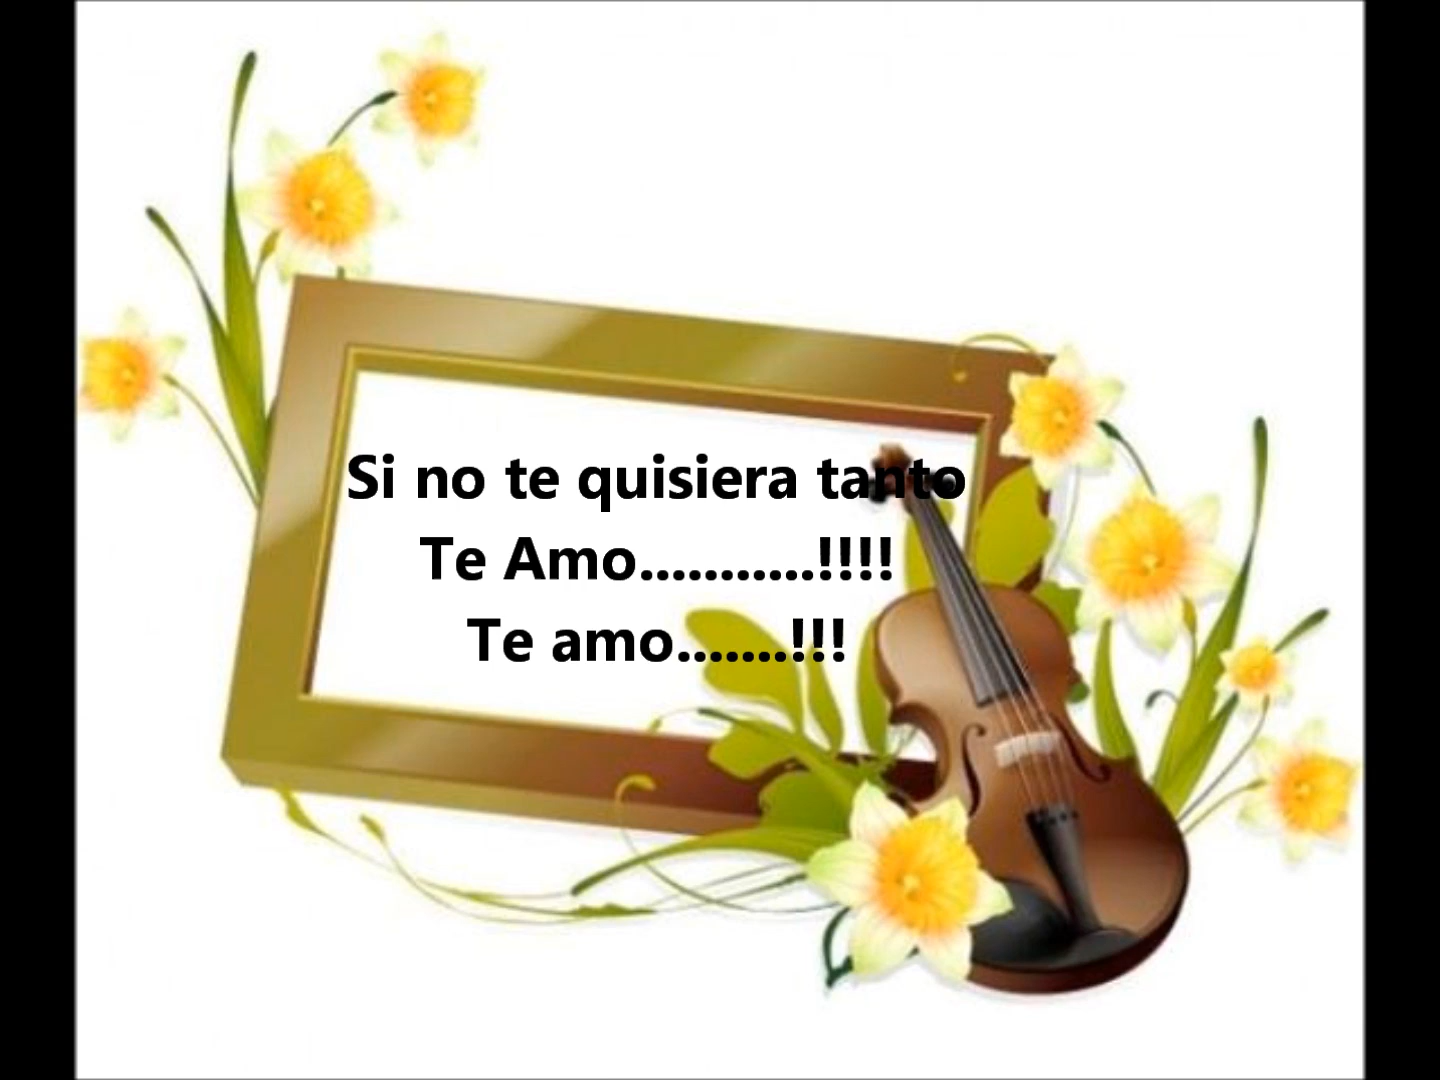 Si no te quisiera tanto
Te Amo...........!!!!
Te amo.......!!!